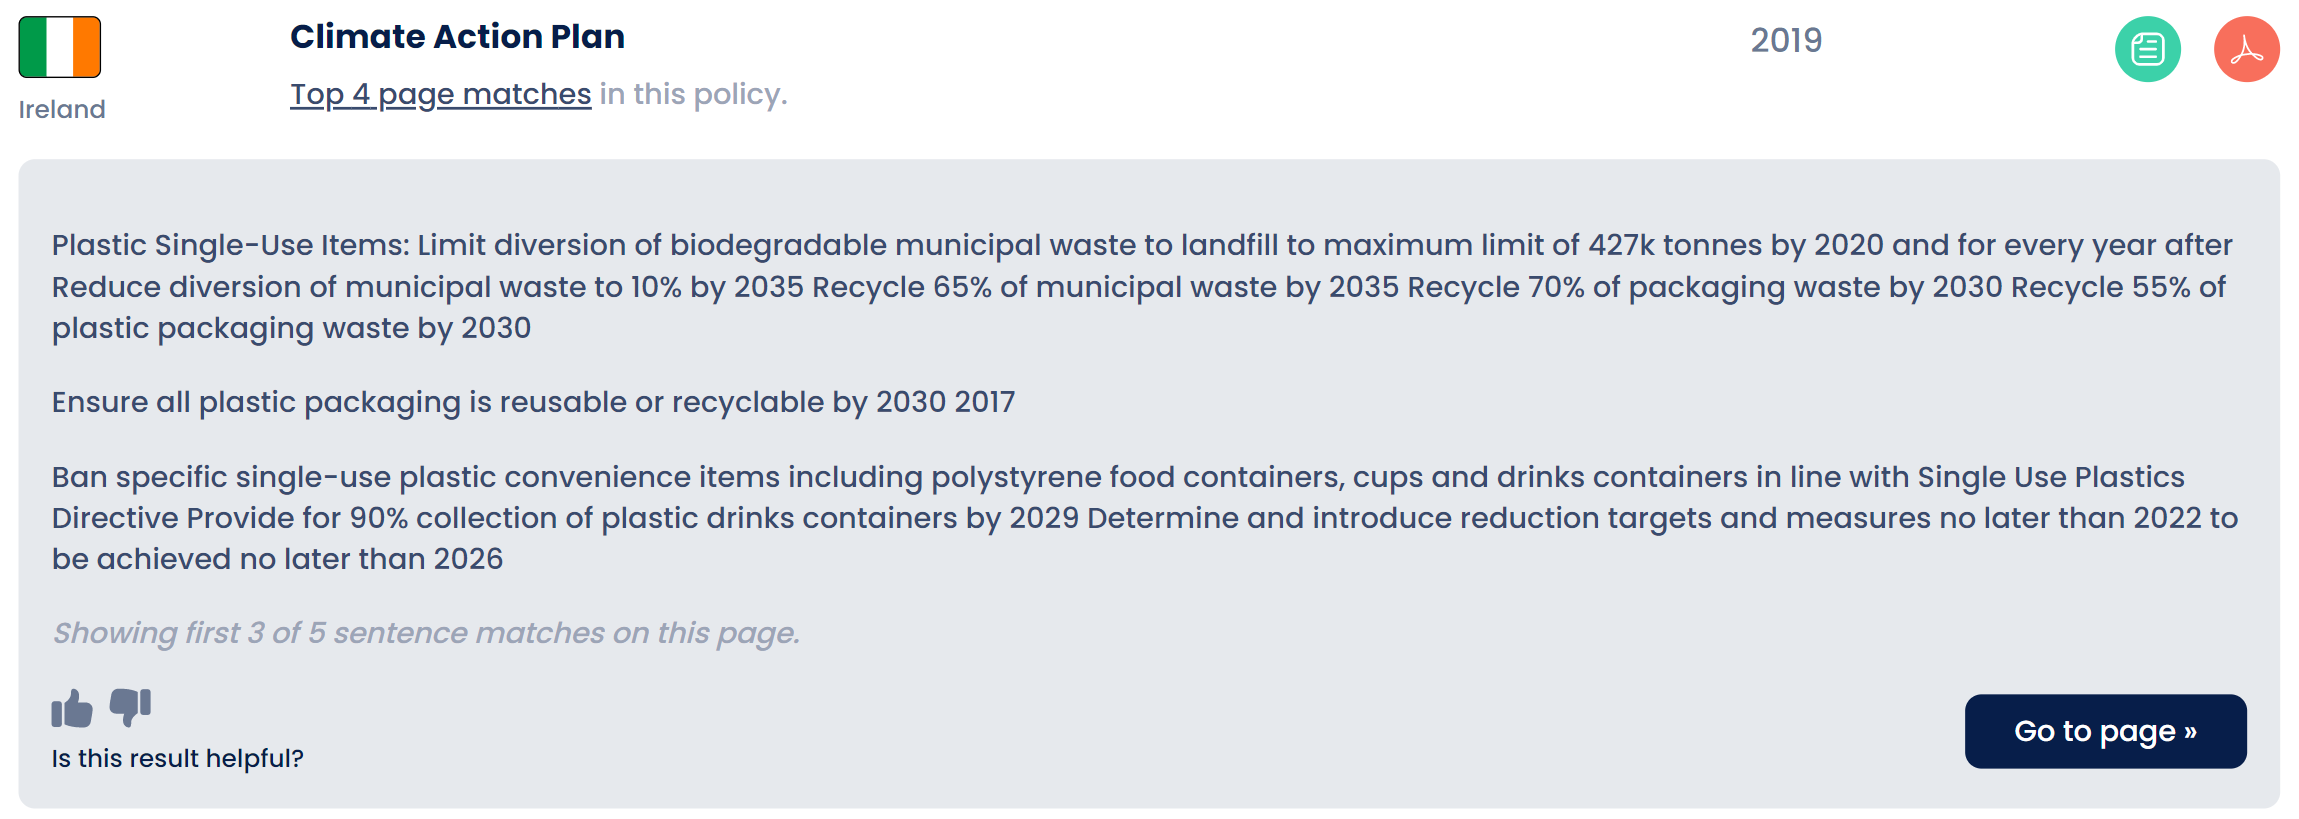 Climate Action Plan
2019
Top 4 page matches in this policy.
Ireland
Plastic Single-Use Items: Limit diversion of biodegradable municipal waste to landfill to maximum limit of 427k tonnes by 2020 and for every year after
Reduce diversion of municipal waste to 10% by 2035 Recycle 65% of municipal waste by 2035 Recycle 70% of packaging waste by 2030 Recycle 55% of
plastic packaging waste by 2030
Ensure all plastic packaging is reusable or recyclable by 2030 2017
Ban specific single-use plastic convenience items including polystyrene food containers, cups and drinks containers in line with Single Use Plastics
Directive Provide for 90% collection of plastic drinks containers by 2029 Determine and introduce reduction targets and measures no later than 2022 to
be achieved no later than 2026
Showing first 3 of 5 sentence matches on this page.
Is this result helpful?
Go to page »